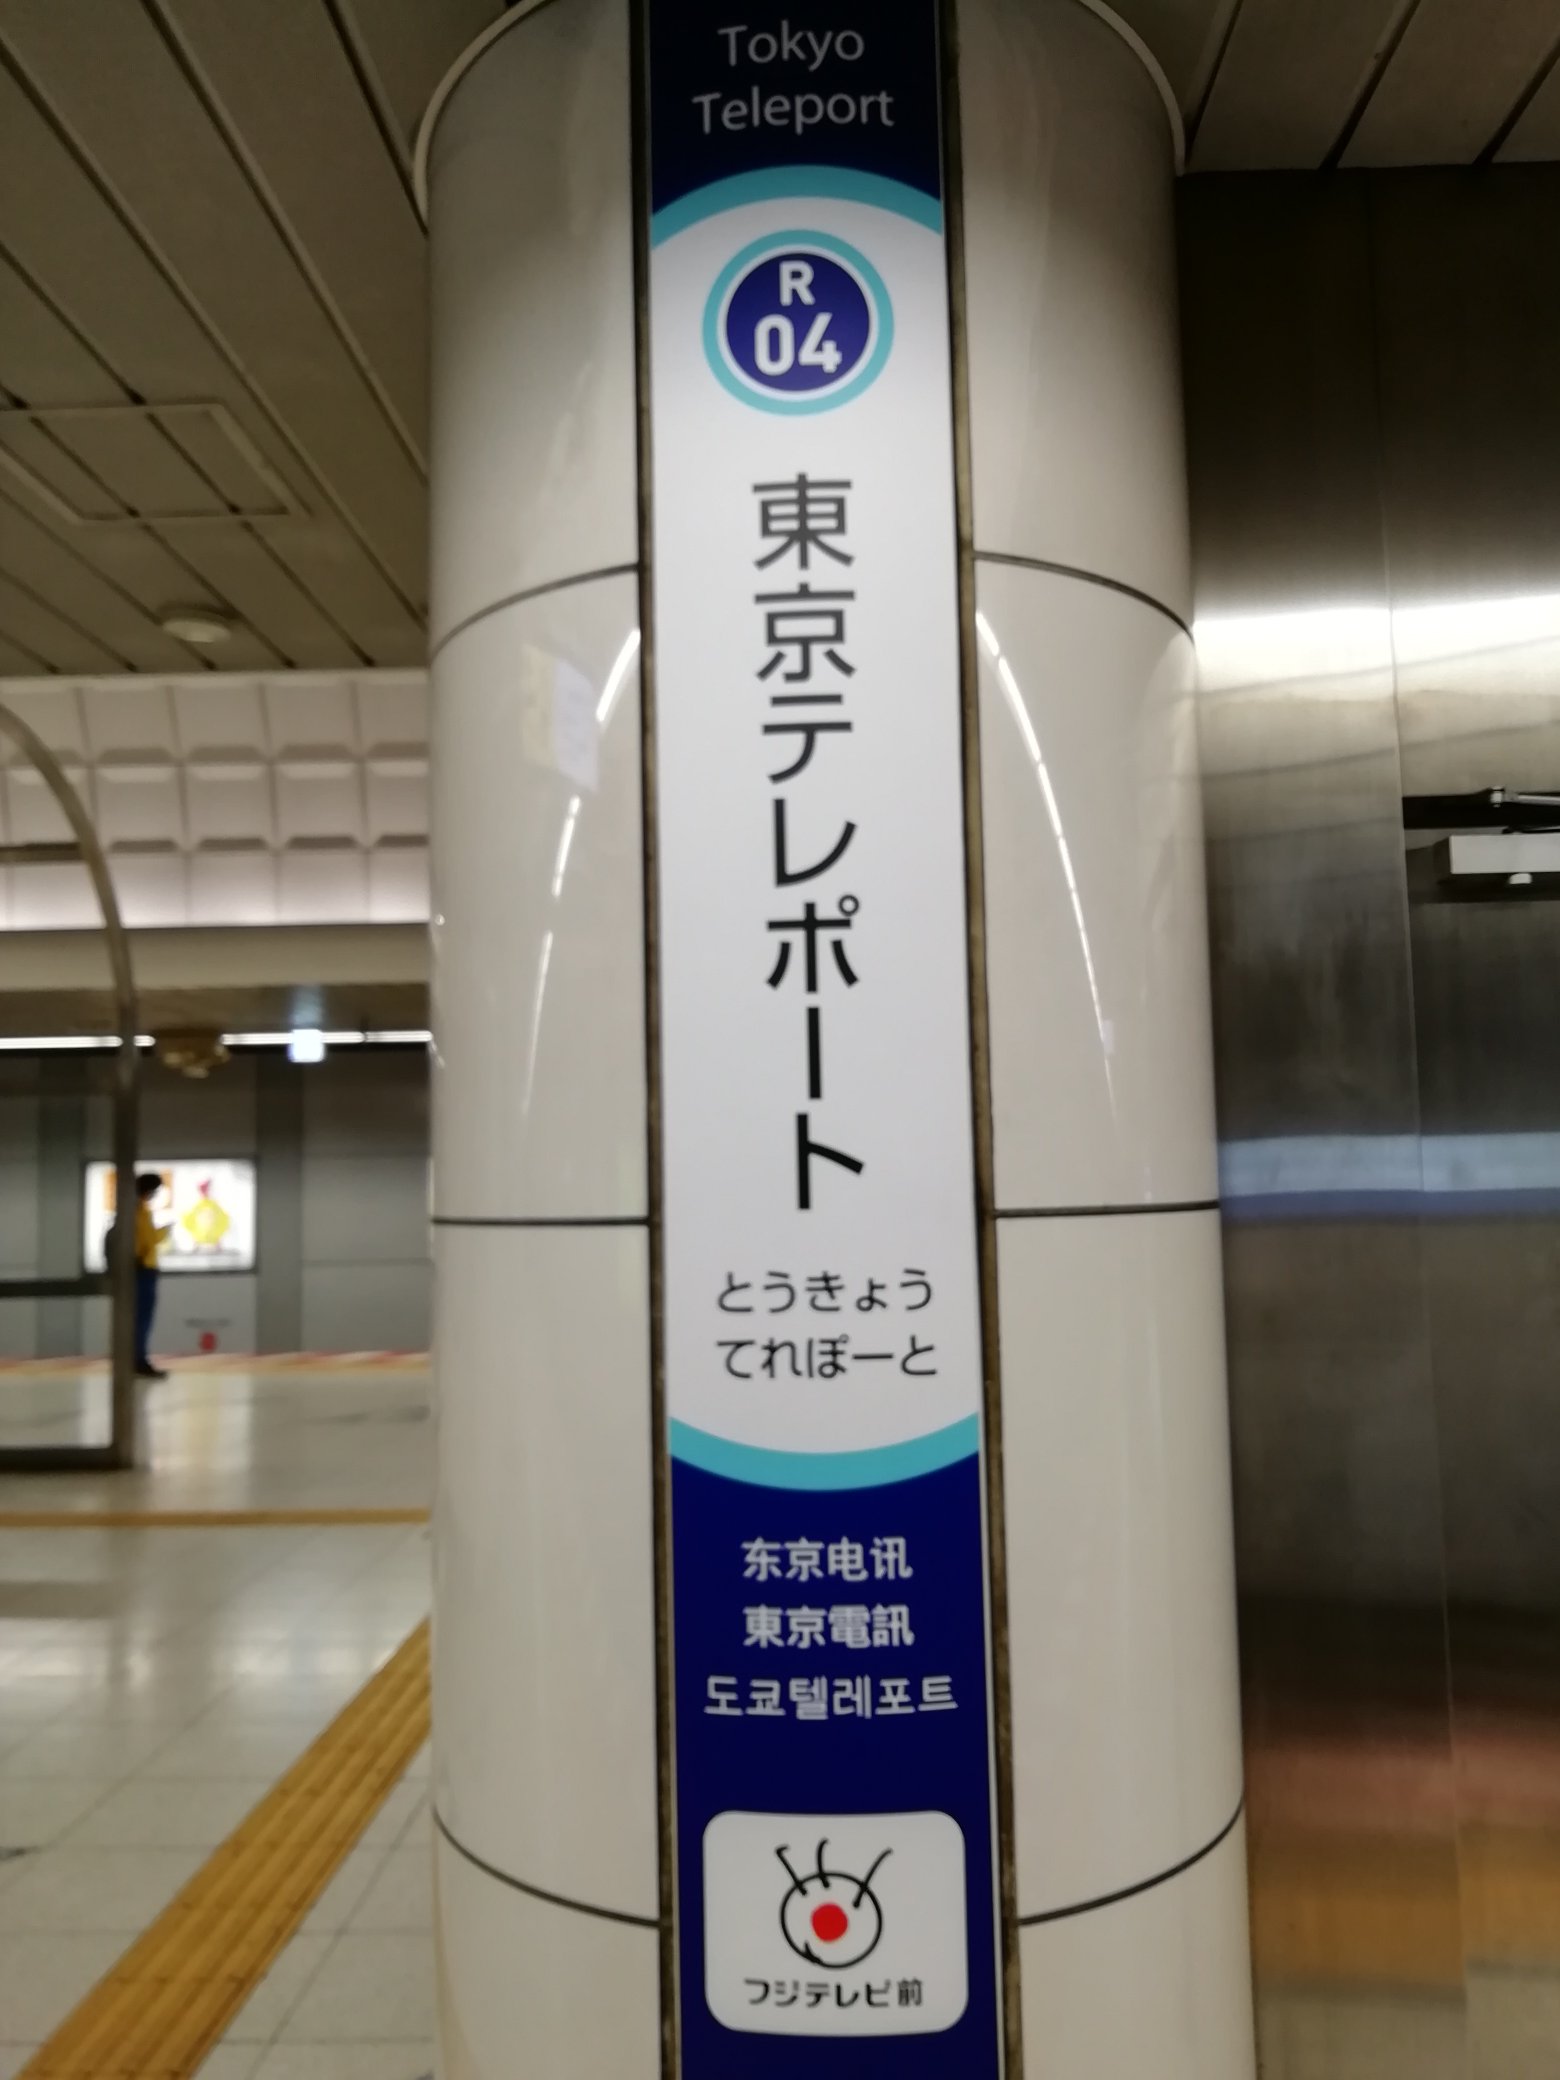 Tokyo
Teleport
R
04
東京テレポート
とうきょう
てれぽーと
东京电讯
東京電訊
도쿄텔레포트
フジテレビ前